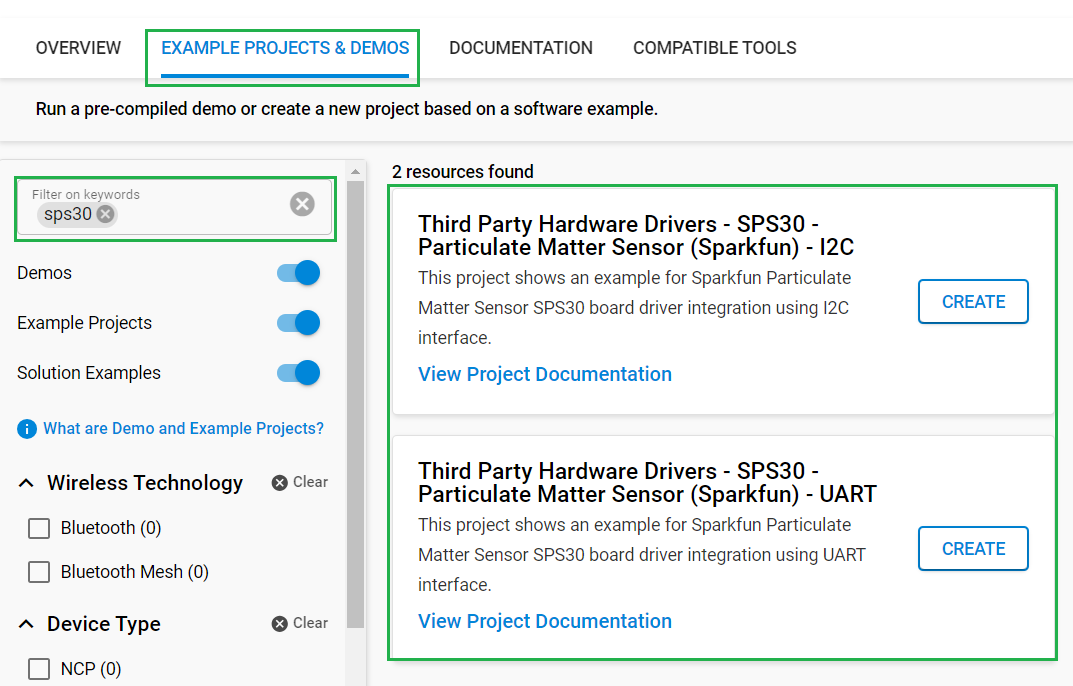 OVERVIEW
EXAMPLE PROJECTS & DEMOS
DOCUMENTATION
COMPATIBLE TOOLS
Run a pre-compiled demo or create a new project based on a software example.
Filter on keywords
sps30
Demos
Example Projects
Solution Examples
What are Demo and Example Projects?
Wireless Technology
Clear
Bluetooth (0)
Bluetooth Mesh (0)
Device Type
Clear
NCP (0)
2 resources found
Third Party Hardware Drivers - SPS30 -
Particulate Matter Sensor (Sparkfun) - I2C
This project shows an example for Sparkfun Particulate
Matter Sensor SPS30 board driver integration using I2C
interface.
View Project Documentation
CREATE
Third Party Hardware Drivers - SPS30 -
Particulate Matter Sensor (Sparkfun) - UART
This project shows an example for Sparkfun Particulate
Matter Sensor SPS30 board driver integration using UART
interface.
View Project Documentation
CREATE